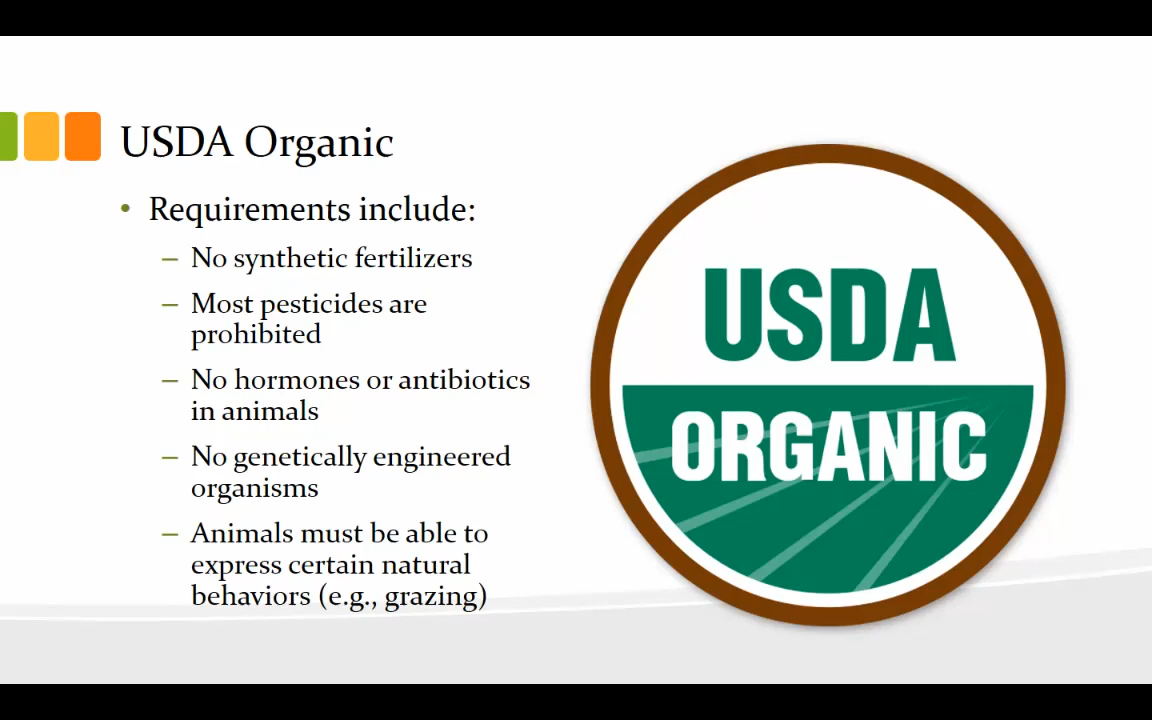 USDA Organic
• Requirements include:
– No synthetic fertilizers
– Most pesticides are
prohibited
– No hormones or antibiotics
in animals
– No genetically engineered
organisms
– Animals must be able to
express certain natural
behaviors (e.g., grazing)
USDA
ORGANIC